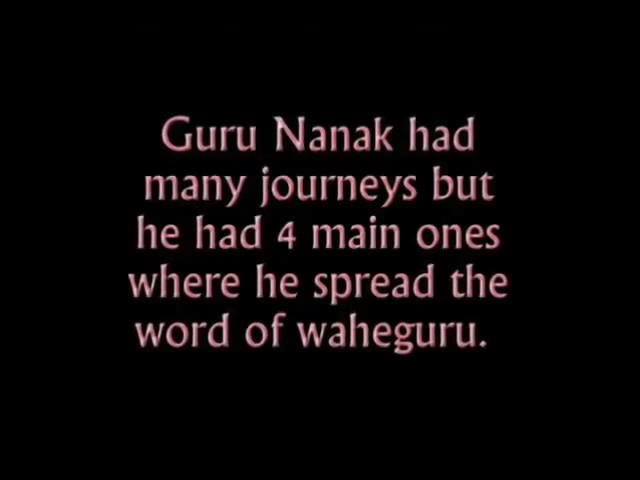 Guru Nanak had
many journeys but
he had 4 main ones
where he spread the
word of waheguru.